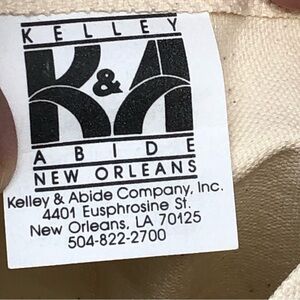 KELLEY
K&A
ABIDE
NEW ORLEANS
Kelley & Abide Company, Inc.
4401 Eusphrosine St.
New Orleans, LA 70125
504-822-2700